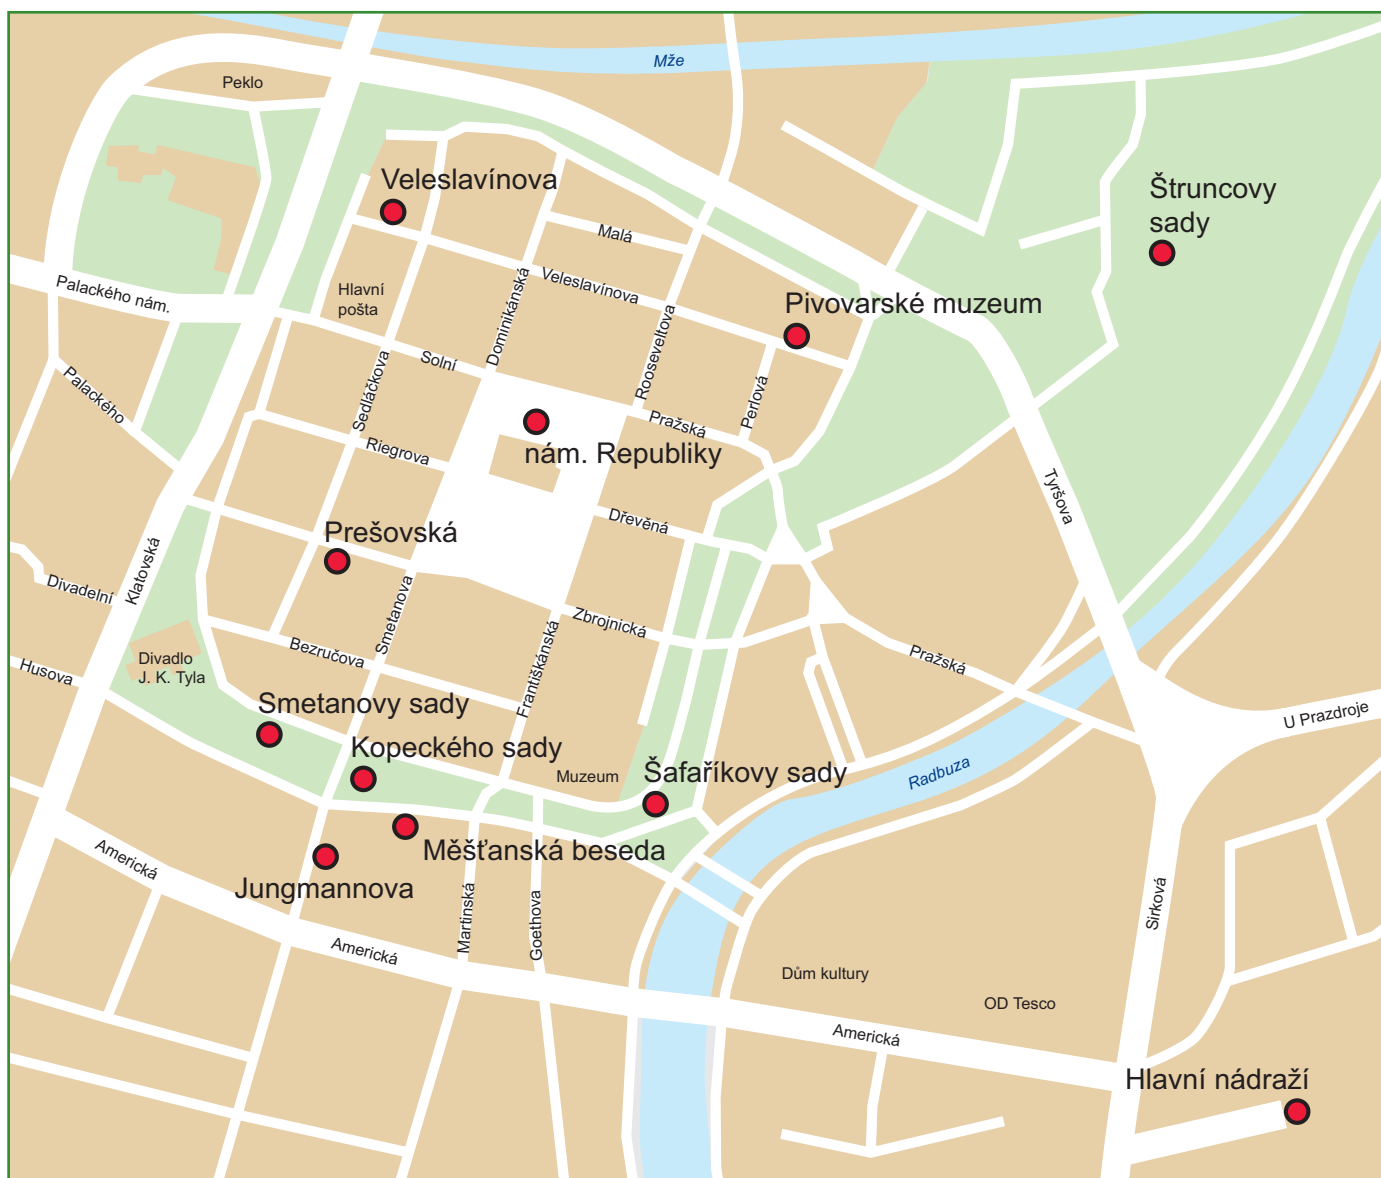 Mže
Peklo
Veleslavínova
Štruncovy
sady
Malá
Palackého nám.
Hlavní
pošta
Dominikánská
Veleslavínova
Pivovarské muzeum
Rooseveltova
Solní
Sedláčkova
Palackého
Perlová
Pražská
Riegrova
nám. Republiky
Tyršova
Dřevěná
Prešovská
Klatovská
Divadelní
Smetanova
Zbrojnická
Františkánská
Bezručova
Pražská
Divadlo
J. K. Tyla
Husova
Smetanovy sady
U Prazdroje
Kopeckého sady
Muzeum
Šafaříkovy sady
Radbuza
Měšťanská beseda
Americká
Jungmannova
Martinská
Goethova
Sirková
Americká
Dům kultury
OD Tesco
Americká
Hlavní nádraží